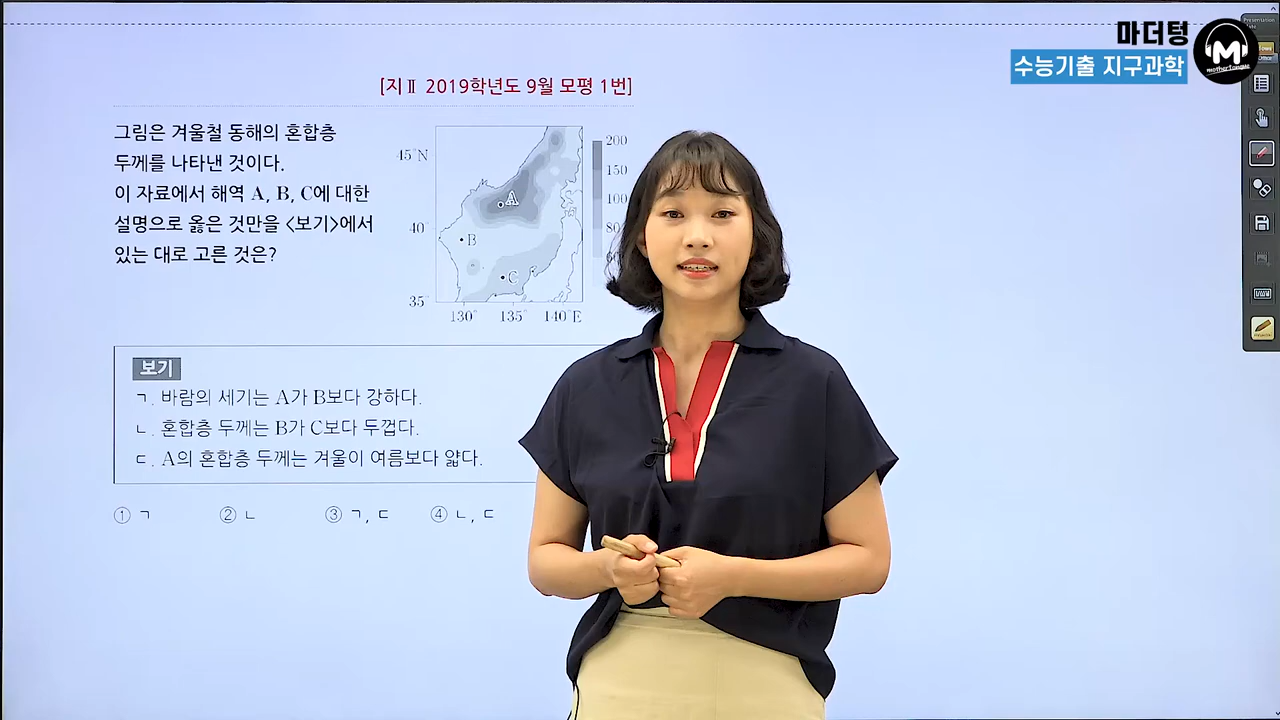 마더텅
수능기출 지구과학
[지Ⅱ 2019학년도 9월 모평 1번]
그림은 겨울철 동해의 혼합층
두께를 나타낸 것이다.
이 자료에서 해역 A, B, C에 대한
설명으로 옳은 것만을 <보기>에서
있는 대로 고른 것은?
45°N
40°
35°
130° 135° 140°E
A
B
C
200
150
100
80
보기
ㄱ. 바람의 세기는 A가 B보다 강하다.
ㄴ. 혼합층 두께는 B가 C보다 두껍다.
ㄷ. A의 혼합층 두께는 겨울이 여름보다 얇다.
① ㄱ ② ㄴ ③ ㄱ, ㄷ ④ ㄴ, ㄷ